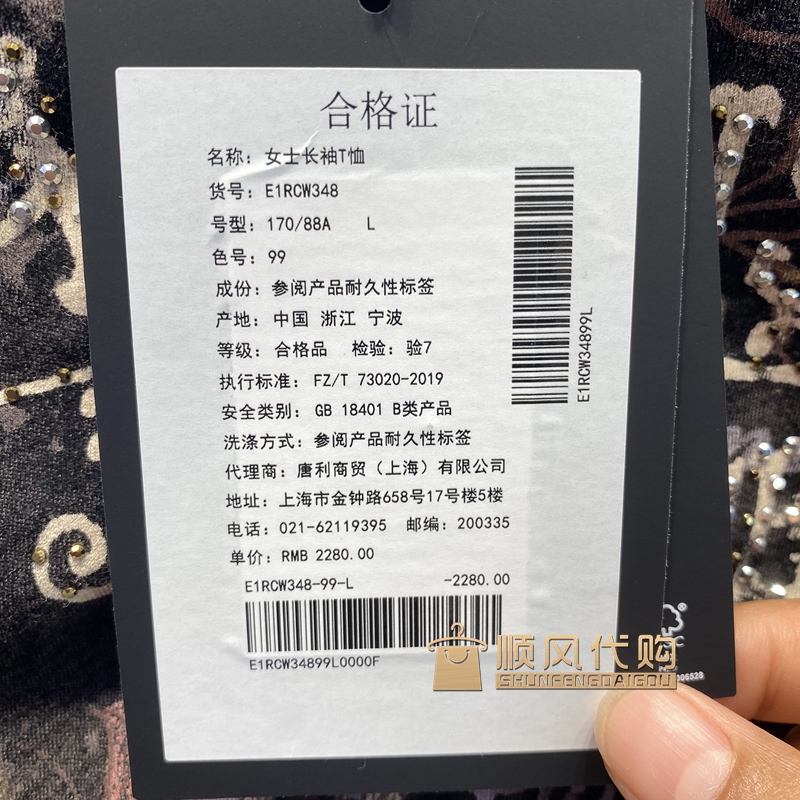 合格证
名称: 女士长袖T恤
货号: E1RCW348
号型: 170/88A L
色号: 99
成份: 参阅产品耐久性标签
产地: 中国 浙江 宁波
等级: 合格品 检验: 验7
执行标准: FZ/T 73020-2019
安全类别: GB 18401 B类产品
洗涤方式: 参阅产品耐久性标签
代理商: 唐利商贸（上海）有限公司
地址: 上海市金钟路658号17号楼5楼
电话: 021-62119395 邮编: 200335
单价: RMB 2280.00
E1RCW348-99-L -2280.00
E1RCW34899L0000F
E1RCW34899L
顺风代购
SHUNFENGDAIGOU